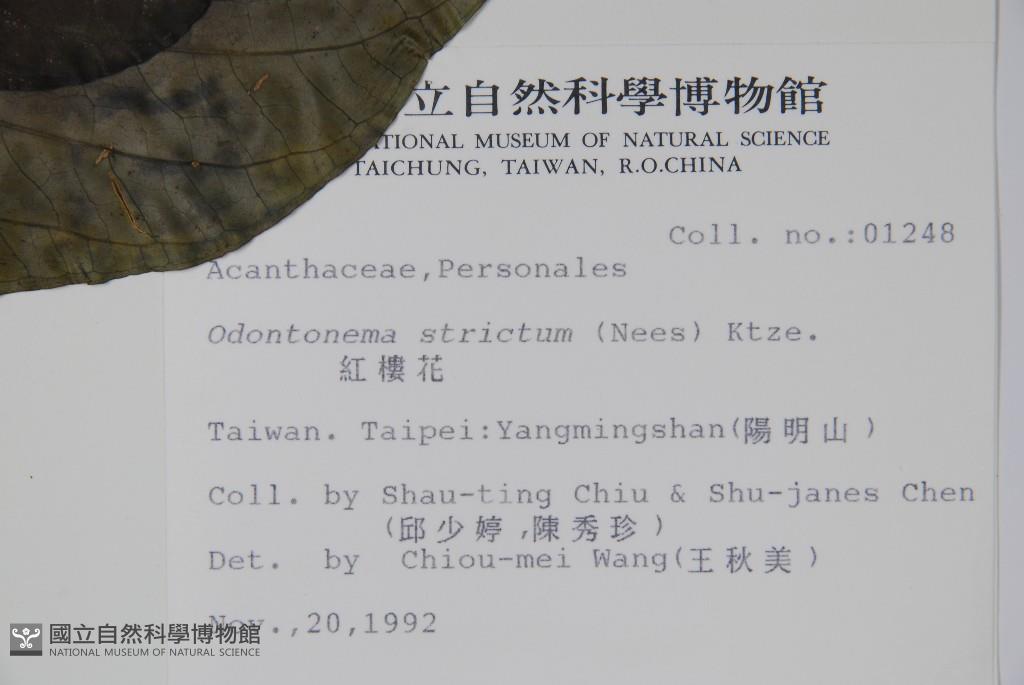 立自然科學博物館
TIONAL MUSEUM OF NATURAL SCIENCE
TAICHUNG, TAIWAN, R.O.CHINA
Coll. no.:01248
Acanthaceae,Personales
Odontonema strictum (Nees) Ktze.
紅樓花
Taiwan. Taipei:Yangmingshan(陽明山)
Coll. by Shau-ting Chiu & Shu-janes Chen
(邱少婷,陳秀珍)
Det. by Chiou-mei Wang(王秋美)
Nov.,20,1992
國立自然科學博物館
NATIONAL MUSEUM OF NATURAL SCIENCE